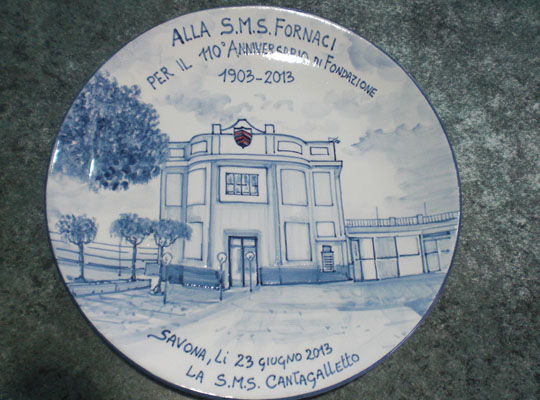 ALLA S.M.S. FORNACI
PER IL 110° ANNIVERSARIO DI FONDAZIONE
1903-2013
SAVONA, LI 23 GIUGNO 2013
LA S.M.S. CANTAGALLETTO